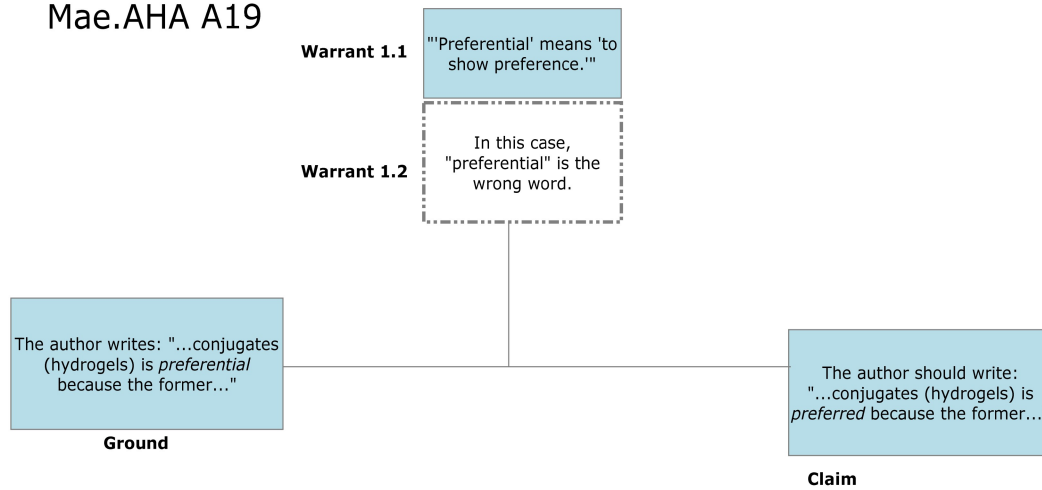 Mae.AHA A19
Warrant 1.1
"'Preferential' means 'to
show preference.'"
Warrant 1.2
In this case,
"preferential" is the
wrong word.
The author writes: "...conjugates
(hydrogels) is preferential
because the former..."
Ground
The author should write:
"...conjugates (hydrogels) is
preferred because the former...
Claim